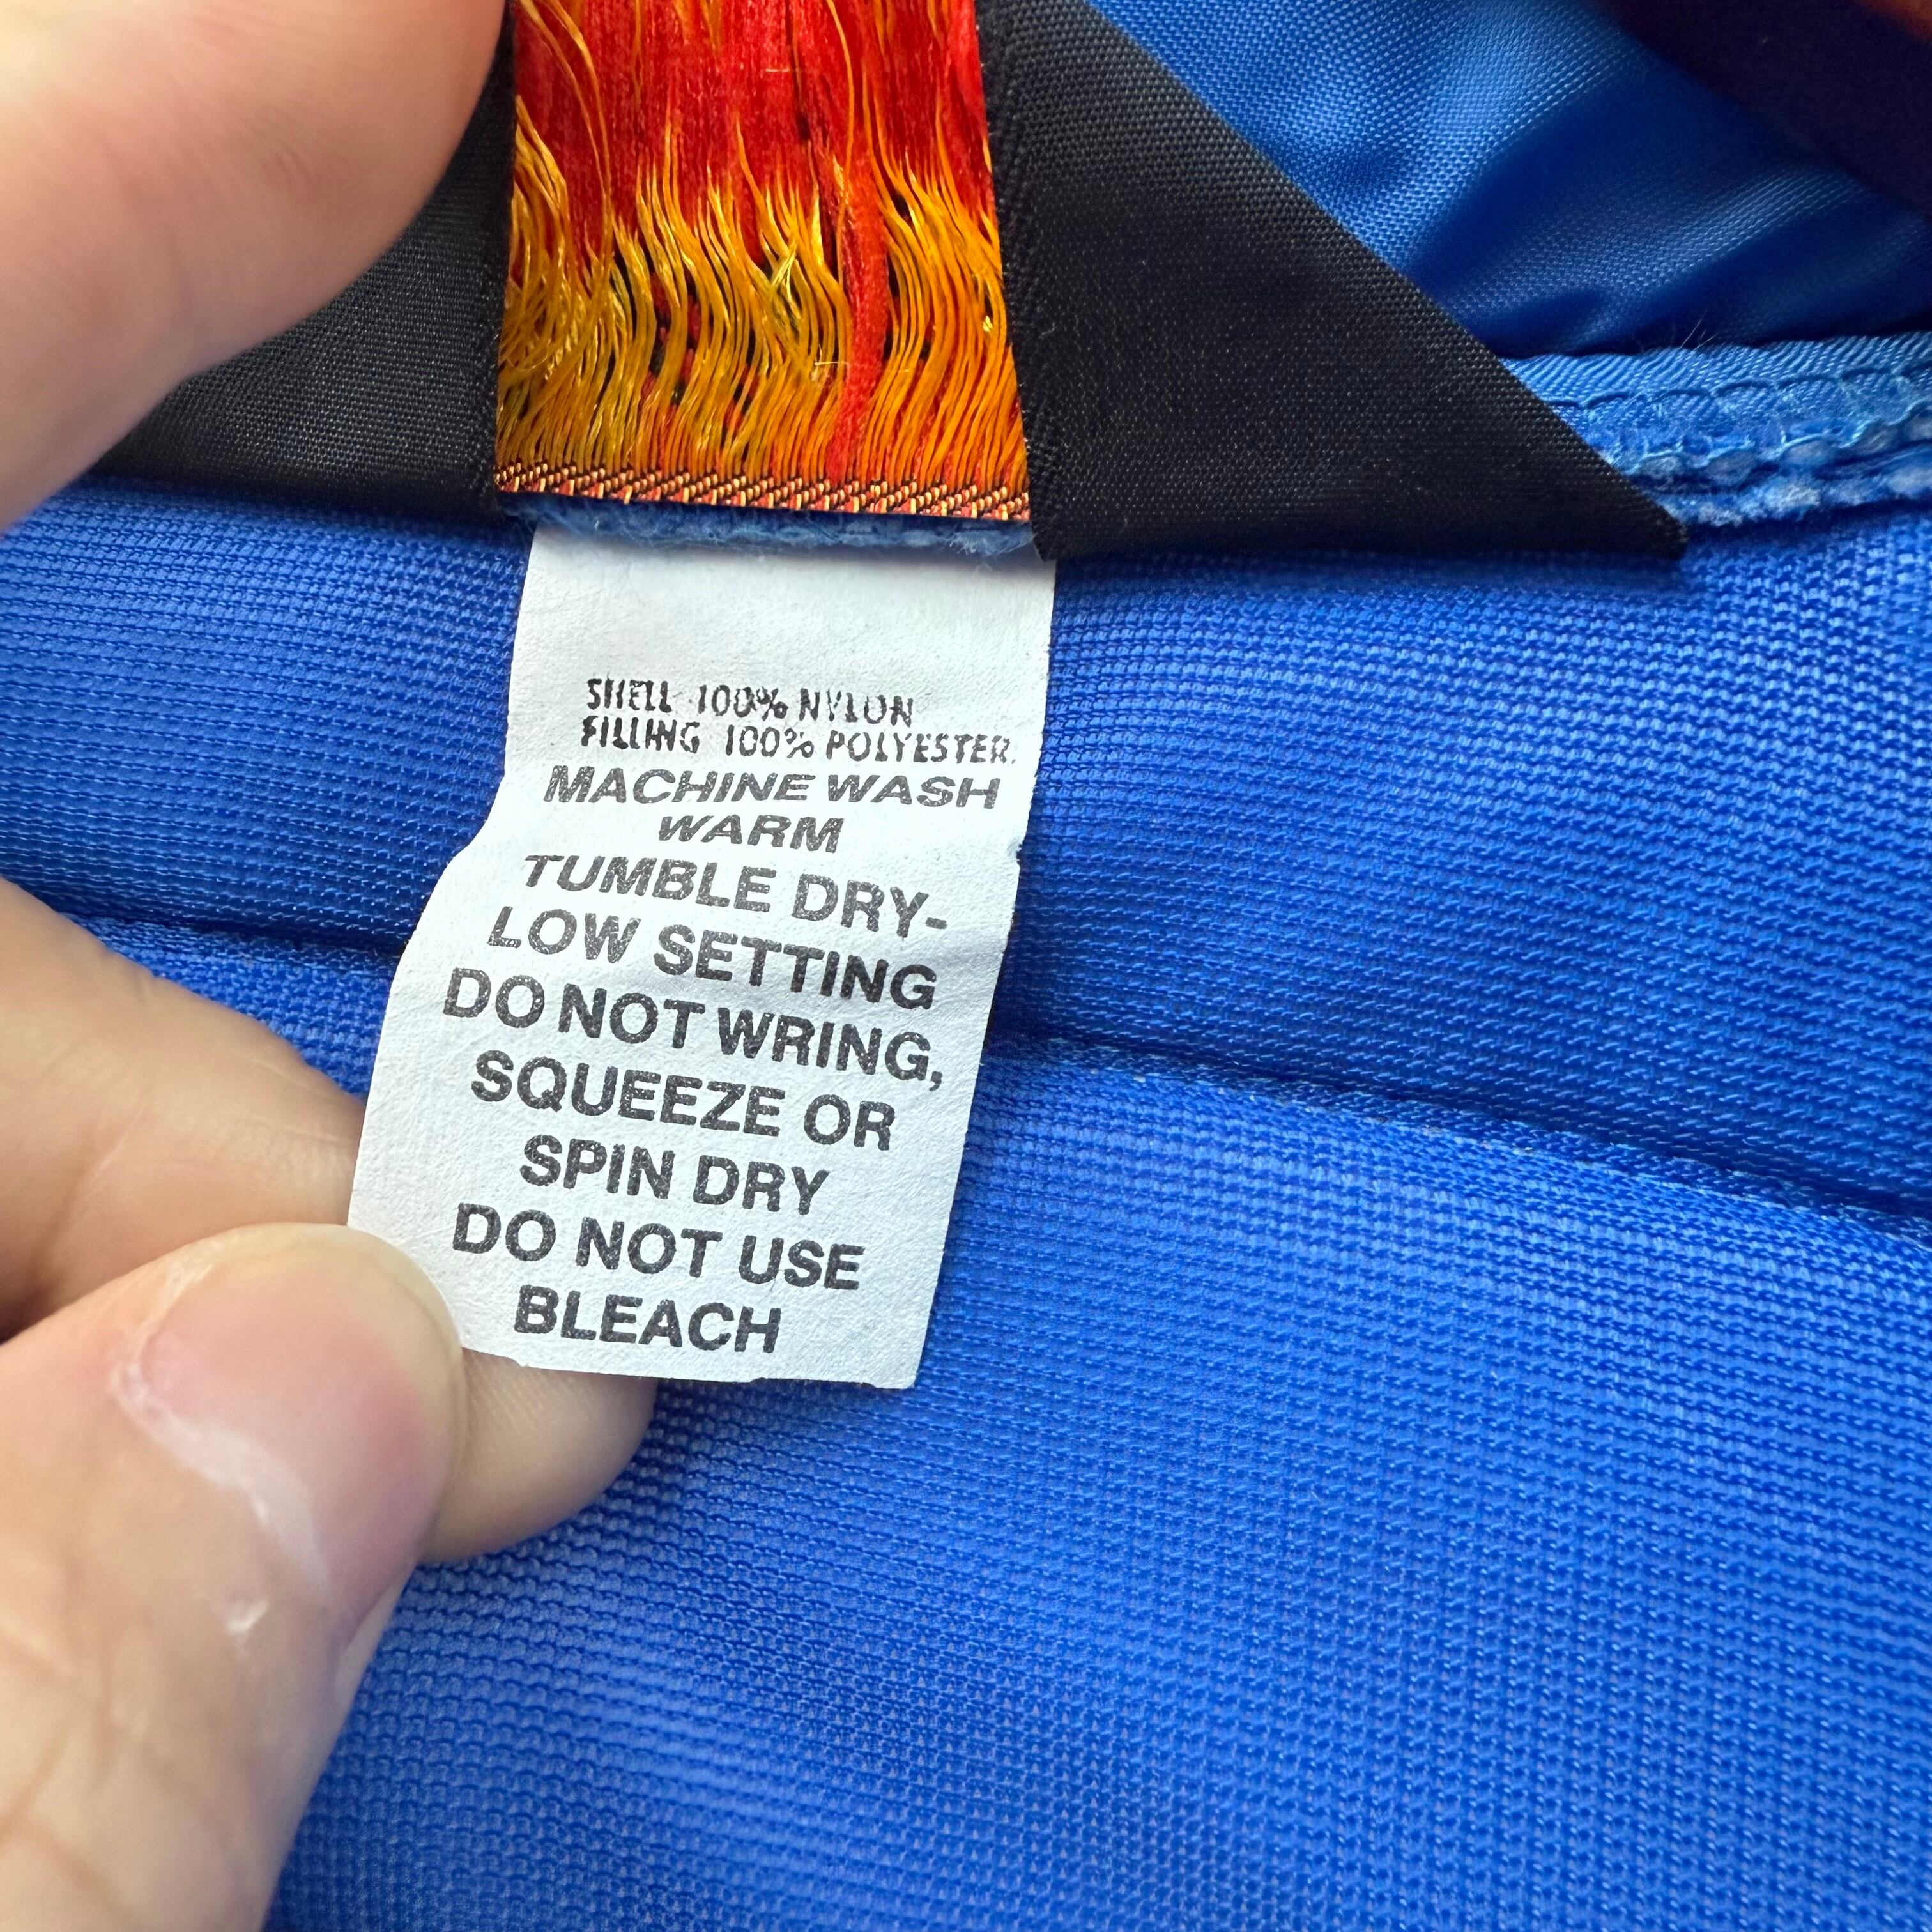 SHELL 100% NYLON
FILLING 100% POLYESTER.
MACHINE WASH
WARM
TUMBLE DRY-
LOW SETTING
DO NOT WRING,
SQUEEZE OR
SPIN DRY
DO NOT USE
BLEACH